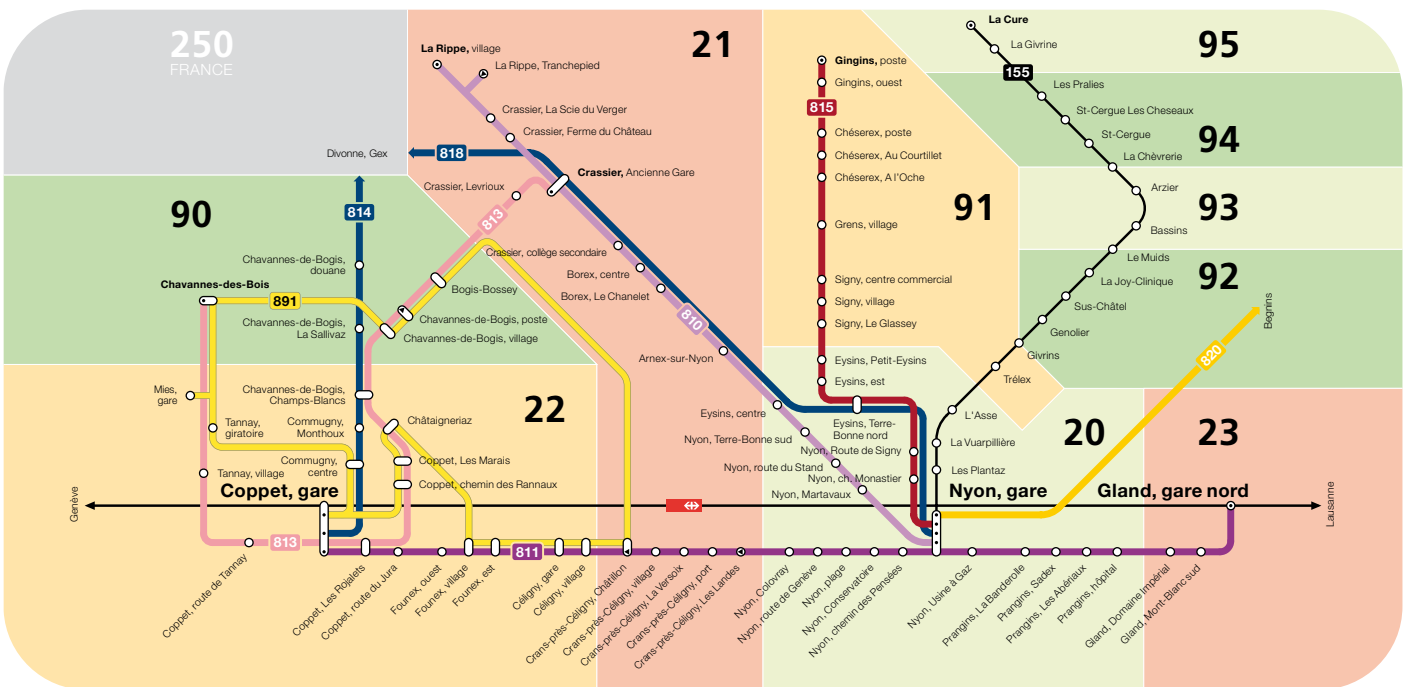 250
FRANCE
21
95
94
93
92
91
90
22
20
23
La Cure
La Givrine
155
Les Pralies
St-Cergue Les Cheseaux
St-Cergue
La Chèvrerie
Arzier
Bassins
Le Muids
La Joy-Clinique
Sus-Châtel
Genolier
Givrins
Trélex
L'Asse
La Vuarpillière
Les Plantaz
La Rippe, village
La Rippe, Tranchepied
Crassier, La Scie du Verger
Crassier, Ferme du Château
Divonne, Gex
818
Crassier, Ancienne Gare
Crassier, Levrioux
813
Crassier, collège secondaire
Borex, centre
Borex, Le Chanelet
810
Arnex-sur-Nyon
Eysins, centre
Nyon, Terre-Bonne sud
Nyon, route du Stand
Nyon, Martavaux
Gingins, poste
Gingins, ouest
815
Chéserex, poste
Chéserex, Au Courtillet
Chéserex, A l'Oche
Grens, village
Signy, centre commercial
Signy, village
Signy, Le Glassey
Eysins, Petit-Eysins
Eysins, est
Eysins, Terre-
Bonne nord
Nyon, Route de Signy
Nyon, ch. Monastier
814
Chavannes-de-Bogis,
douane
Chavannes-des-Bois
891
Chavannes-de-Bogis,
La Sallivaz
Bogis-Bossey
Chavannes-de-Bogis, poste
Chavannes-de-Bogis, village
Mies,
gare
Chavannes-de-Bogis,
Champs-Blancs
Tannay,
giratoire
Commugny,
Monthoux
Châtaigneriaz
Commugny,
centre
Coppet, Les Marais
Tannay, village
Coppet, chemin des Rannaux
Coppet, gare
Nyon, gare
Gland, gare nord
820
Begnins
Genève
Lausanne
813
811
Coppet, route de Tannay
Coppet, Les Rojalets
Coppet, route du Jura
Founex, ouest
Founex, village
Founex, est
Céligny, gare
Céligny, village
Crans-près-Céligny, Châtillon
Crans-près-Céligny, village
Crans-près-Céligny, La Versoix
Crans-près-Céligny, port
Crans-près-Céligny, Les Landes
Nyon, Colovray
Nyon, route de Genève
Nyon, plage
Nyon, Conservatoire
Nyon, chemin des Pensées
Nyon, Usine à Gaz
Prangins, La Banderolle
Prangins, Sadex
Prangins, Les Abériaux
Prangins, hôpital
Gland, Domaine Impérial
Gland, Mont-Blanc sud